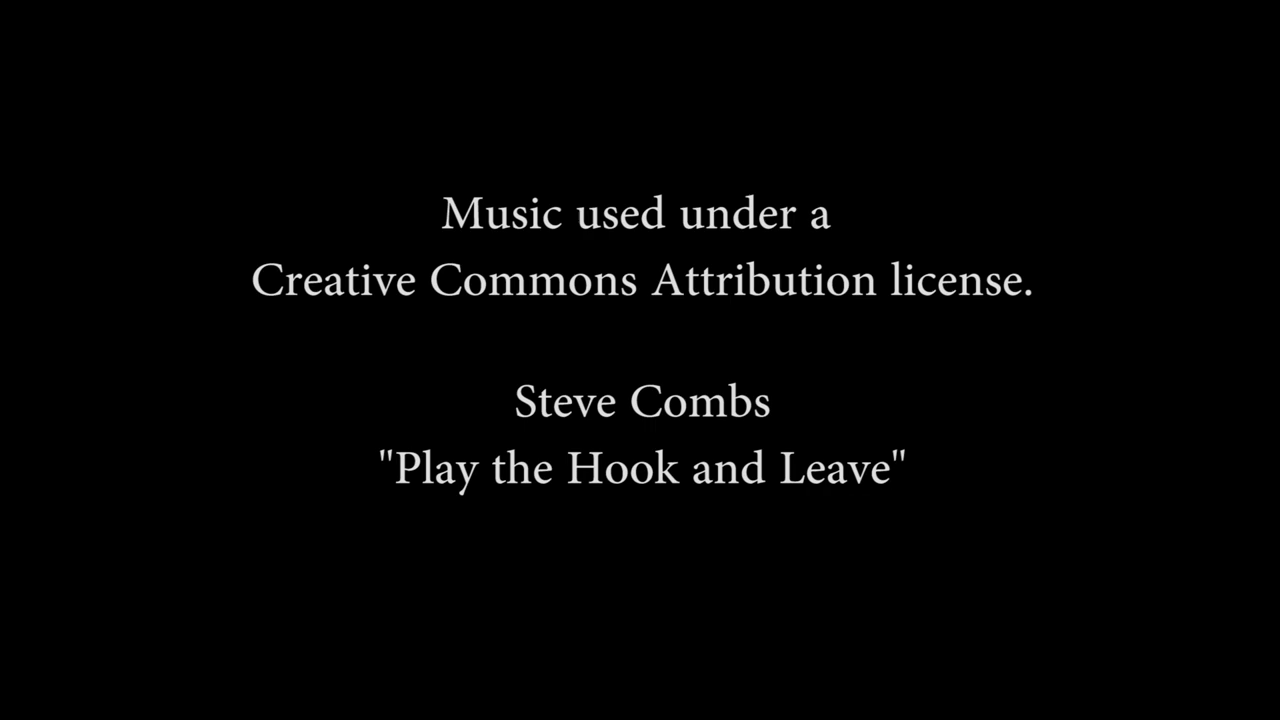 Music used under a
Creative Commons Attribution license.
Steve Combs
"Play the Hook and Leave"